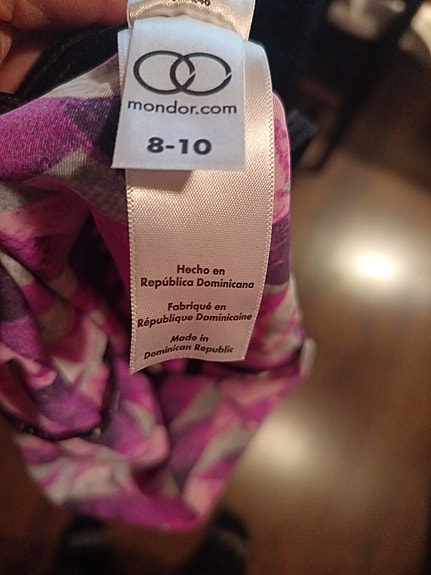 mondor.com
8-10
Hecho en
República Dominicana
Fabriqué en
République Dominicaine
Made in
Dominican Republic